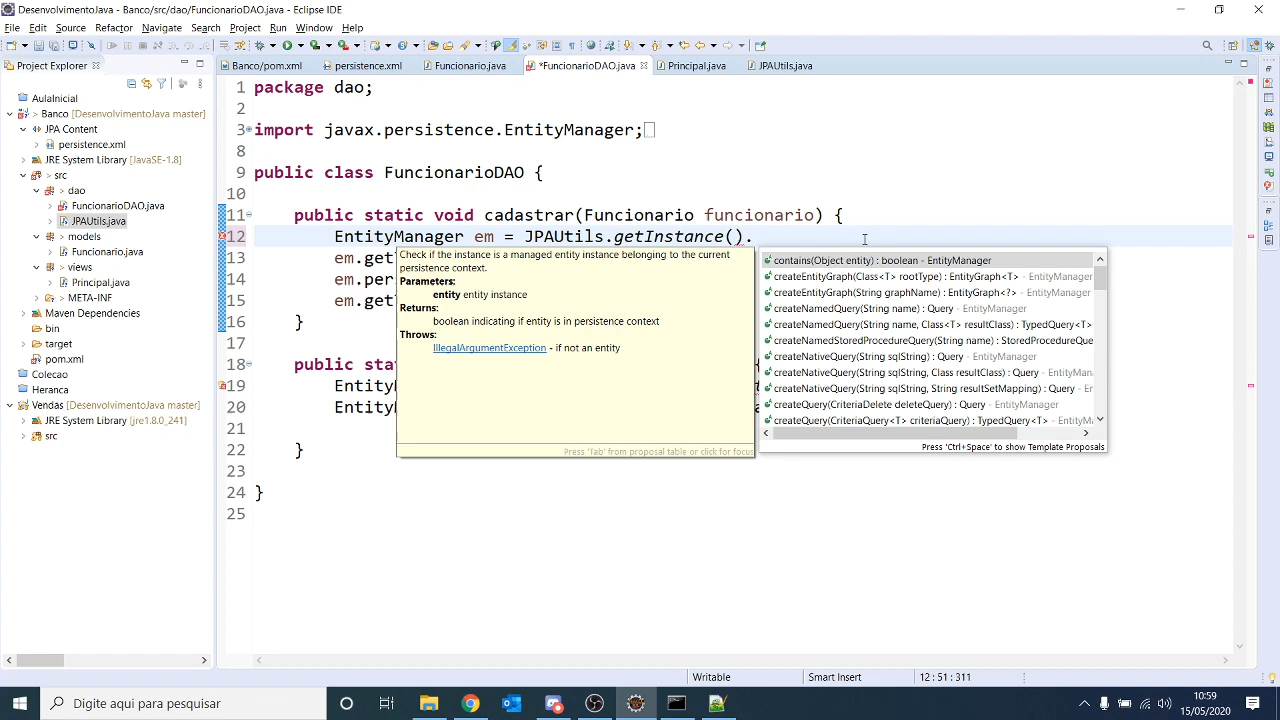 DesenvolvimentoJava - Banco/src/dao/FuncionarioDAO.java - Eclipse IDE
File Edit Source Refactor Navigate Search Project Run Window Help
Project Explorer
Banco/pom.xml persistence.xml Funcionario.java *FuncionarioDAO.java Principal.java JPAUtils.java
AulaInicial
> Banco [DesenvolvimentoJava master]
JPA Content
persistence.xml
JRE System Library [JavaSE-1.8]
> src
> dao
> FuncionarioDAO.java
> JPAUtils.java
> models
> Funcionario.java
> views
> Principal.java
> META-INF
Maven Dependencies
bin
> target
pom.xml
Colecao
Heranca
Vendas [DesenvolvimentoJava master]
JRE System Library [jre1.8.0_241]
src
1 package dao;
2
3 import javax.persistence.EntityManager;
8
9 public class FuncionarioDAO {
10
11 public static void cadastrar(Funcionario funcionario) {
12 EntityManager em = JPAUtils.getInstance().
13 em.get
14 em.per
15 em.get
16 }
17
18 public sta {
19 EntityM
20 EntityM
21
22 }
23
24 }
25
Check if the instance is a managed entity instance belonging to the current
persistence context.
Parameters:
entity entity instance
Returns:
boolean indicating if entity is in persistence context
Throws:
IllegalArgumentException - if not an entity
Press 'Tab' from proposal table or click for focus
contains(Object entity) : boolean - EntityManager
createEntityGraph(Class<T> rootType) : EntityGraph<T> - EntityManager
createEntityGraph(String graphName) : EntityGraph<?> - EntityManager
createNamedQuery(String name) : Query - EntityManager
createNamedQuery(String name, Class<T> resultClass) : TypedQuery<T>
createNamedStoredProcedureQuery(String name) : StoredProcedureQue
createNativeQuery(String sqlString) : Query - EntityManager
createNativeQuery(String sqlString, Class resultClass) : Query - EntityMan
createNativeQuery(String sqlString, String resultSetMapping) : Query - E
createQuery(CriteriaDelete deleteQuery) : Query - EntityManager
createQuery(CriteriaQuery<T> criteriaQuery) : TypedQuery<T> - EntityMa
Press 'Ctrl+Space' to show Template Proposals
Writable Smart Insert 12 : 51 : 311
Digite aqui para pesquisar
10:59
15/05/2020